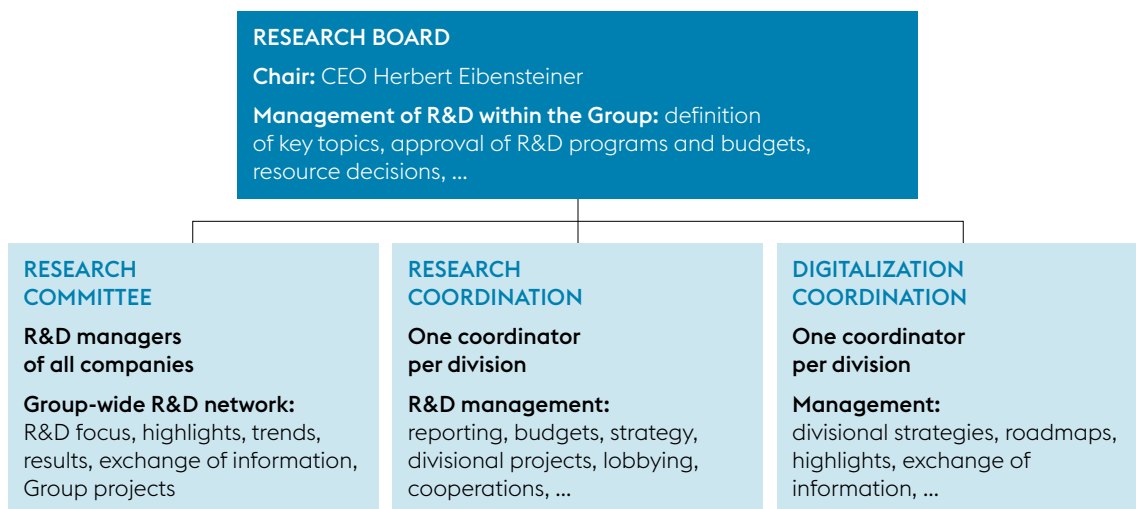 RESEARCH BOARD
Chair: CEO Herbert Eibensteiner
Management of R&D within the Group: definition
of key topics, approval of R&D programs and budgets,
resource decisions, ...
RESEARCH
COMMITTEE
R&D managers
of all companies
Group-wide R&D network:
R&D focus, highlights, trends,
results, exchange of information,
Group projects
RESEARCH
COORDINATION
One coordinator
per division
R&D management:
reporting, budgets, strategy,
divisional projects, lobbying,
cooperations, ...
DIGITALIZATION
COORDINATION
One coordinator
per division
Management:
divisional strategies, roadmaps,
highlights, exchange of
information, ...